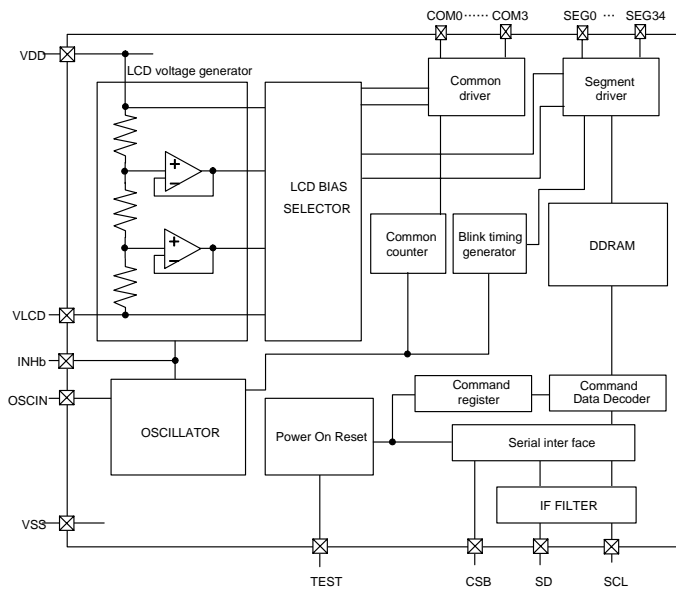 COM0 ······ COM3
SEG0 ··· SEG34
VDD
LCD voltage generator
Common
driver
Segment
driver
+
−
LCD BIAS
SELECTOR
Common
counter
Blink timing
generator
DDRAM
+
−
VLCD
INHb
OSCIN
OSCILLATOR
Command
register
Command
Data Decoder
Power On Reset
Serial inter face
IF FILTER
VSS
TEST
CSB
SD
SCL